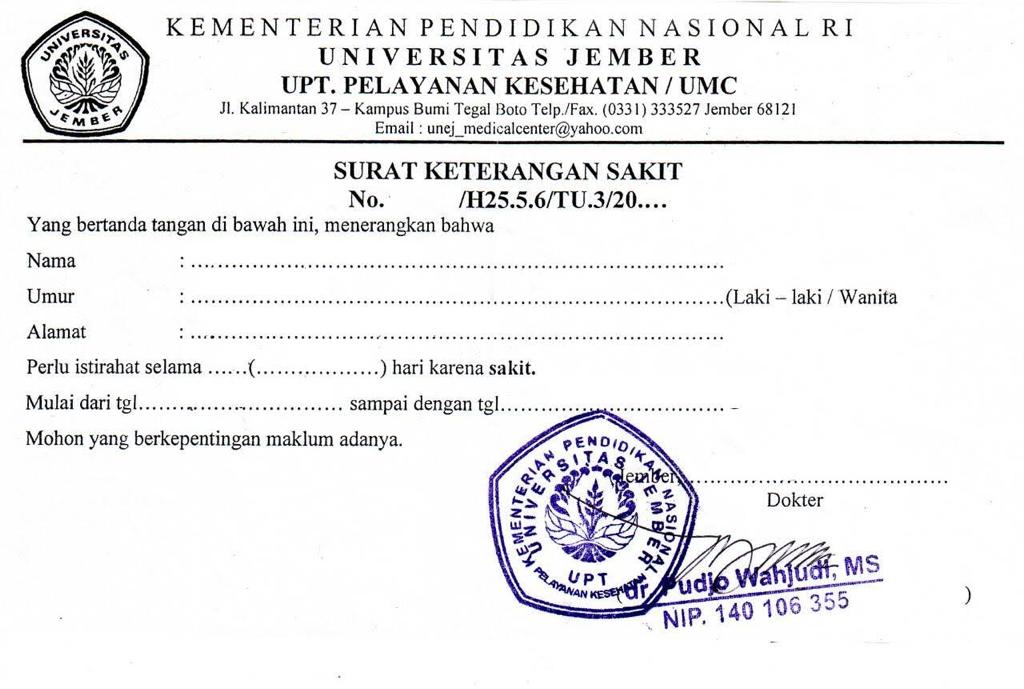 UNIVERSITAS
JEMBER
KEMENTERIAN PENDIDIKAN NASIONAL RI
UNIVERSITAS JEMBER
UPT. PELAYANAN KESEHATAN / UMC
Jl. Kalimantan 37 – Kampus Bumi Tegal Boto Telp./Fax. (0331) 333527 Jember 68121
Email : unej_medicalcenter@yahoo.com
SURAT KETERANGAN SAKIT
No. /H25.5.6/TU.3/20....
Yang bertanda tangan di bawah ini, menerangkan bahwa
Nama : ..........................................................................
Umur : ..........................................................................(Laki – laki / Wanita
Alamat : ..........................................................................
Perlu istirahat selama ......(..................) hari karena sakit.
Mulai dari tgl.............................. sampai dengan tgl.................................
Mohon yang berkepentingan maklum adanya.
Jember, ......................................
Dokter
KEMENTERIAN PENDIDIKAN NASIONAL
UNIVERSITAS JEMBER
UPT
PELAYANAN KESEHATAN
(dr Pudjo Wahjudi, MS )
NIP. 140 106 355